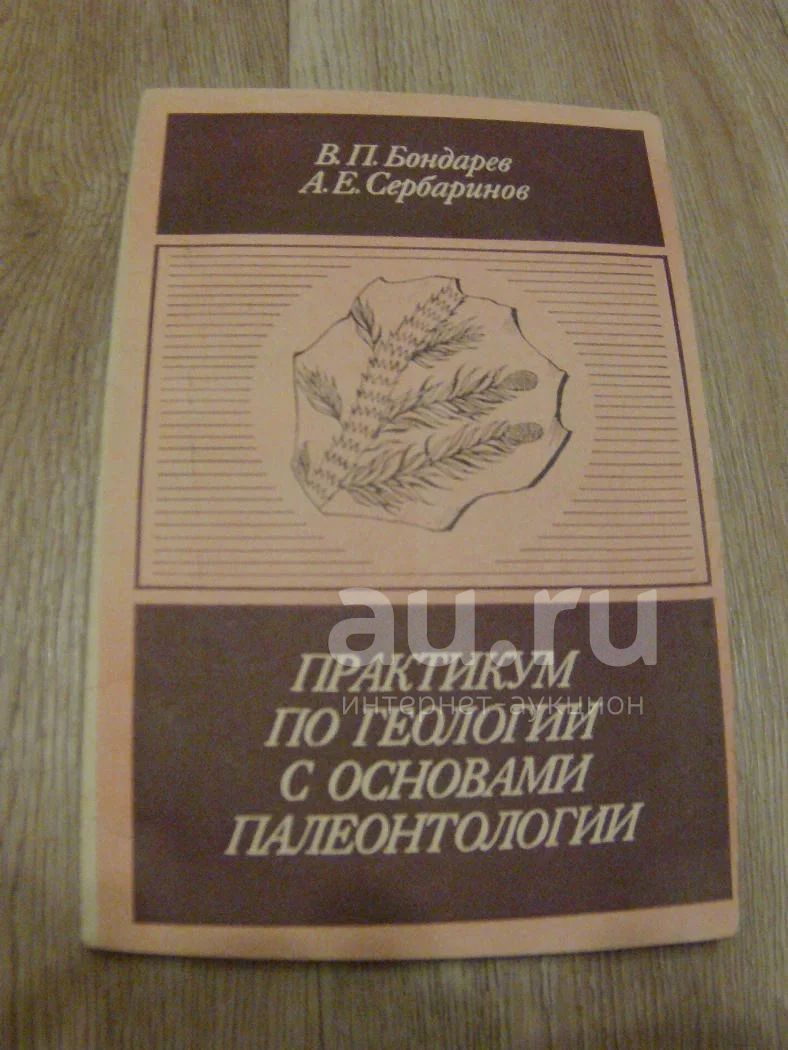 В. П. Бондарев
А. Е. Сербаринов
au.ru
ПРАКТИКУМ
интернет-аукцион
ПО ГЕОЛОГИИ
С ОСНОВАМИ
ПАЛЕОНТОЛОГИИ